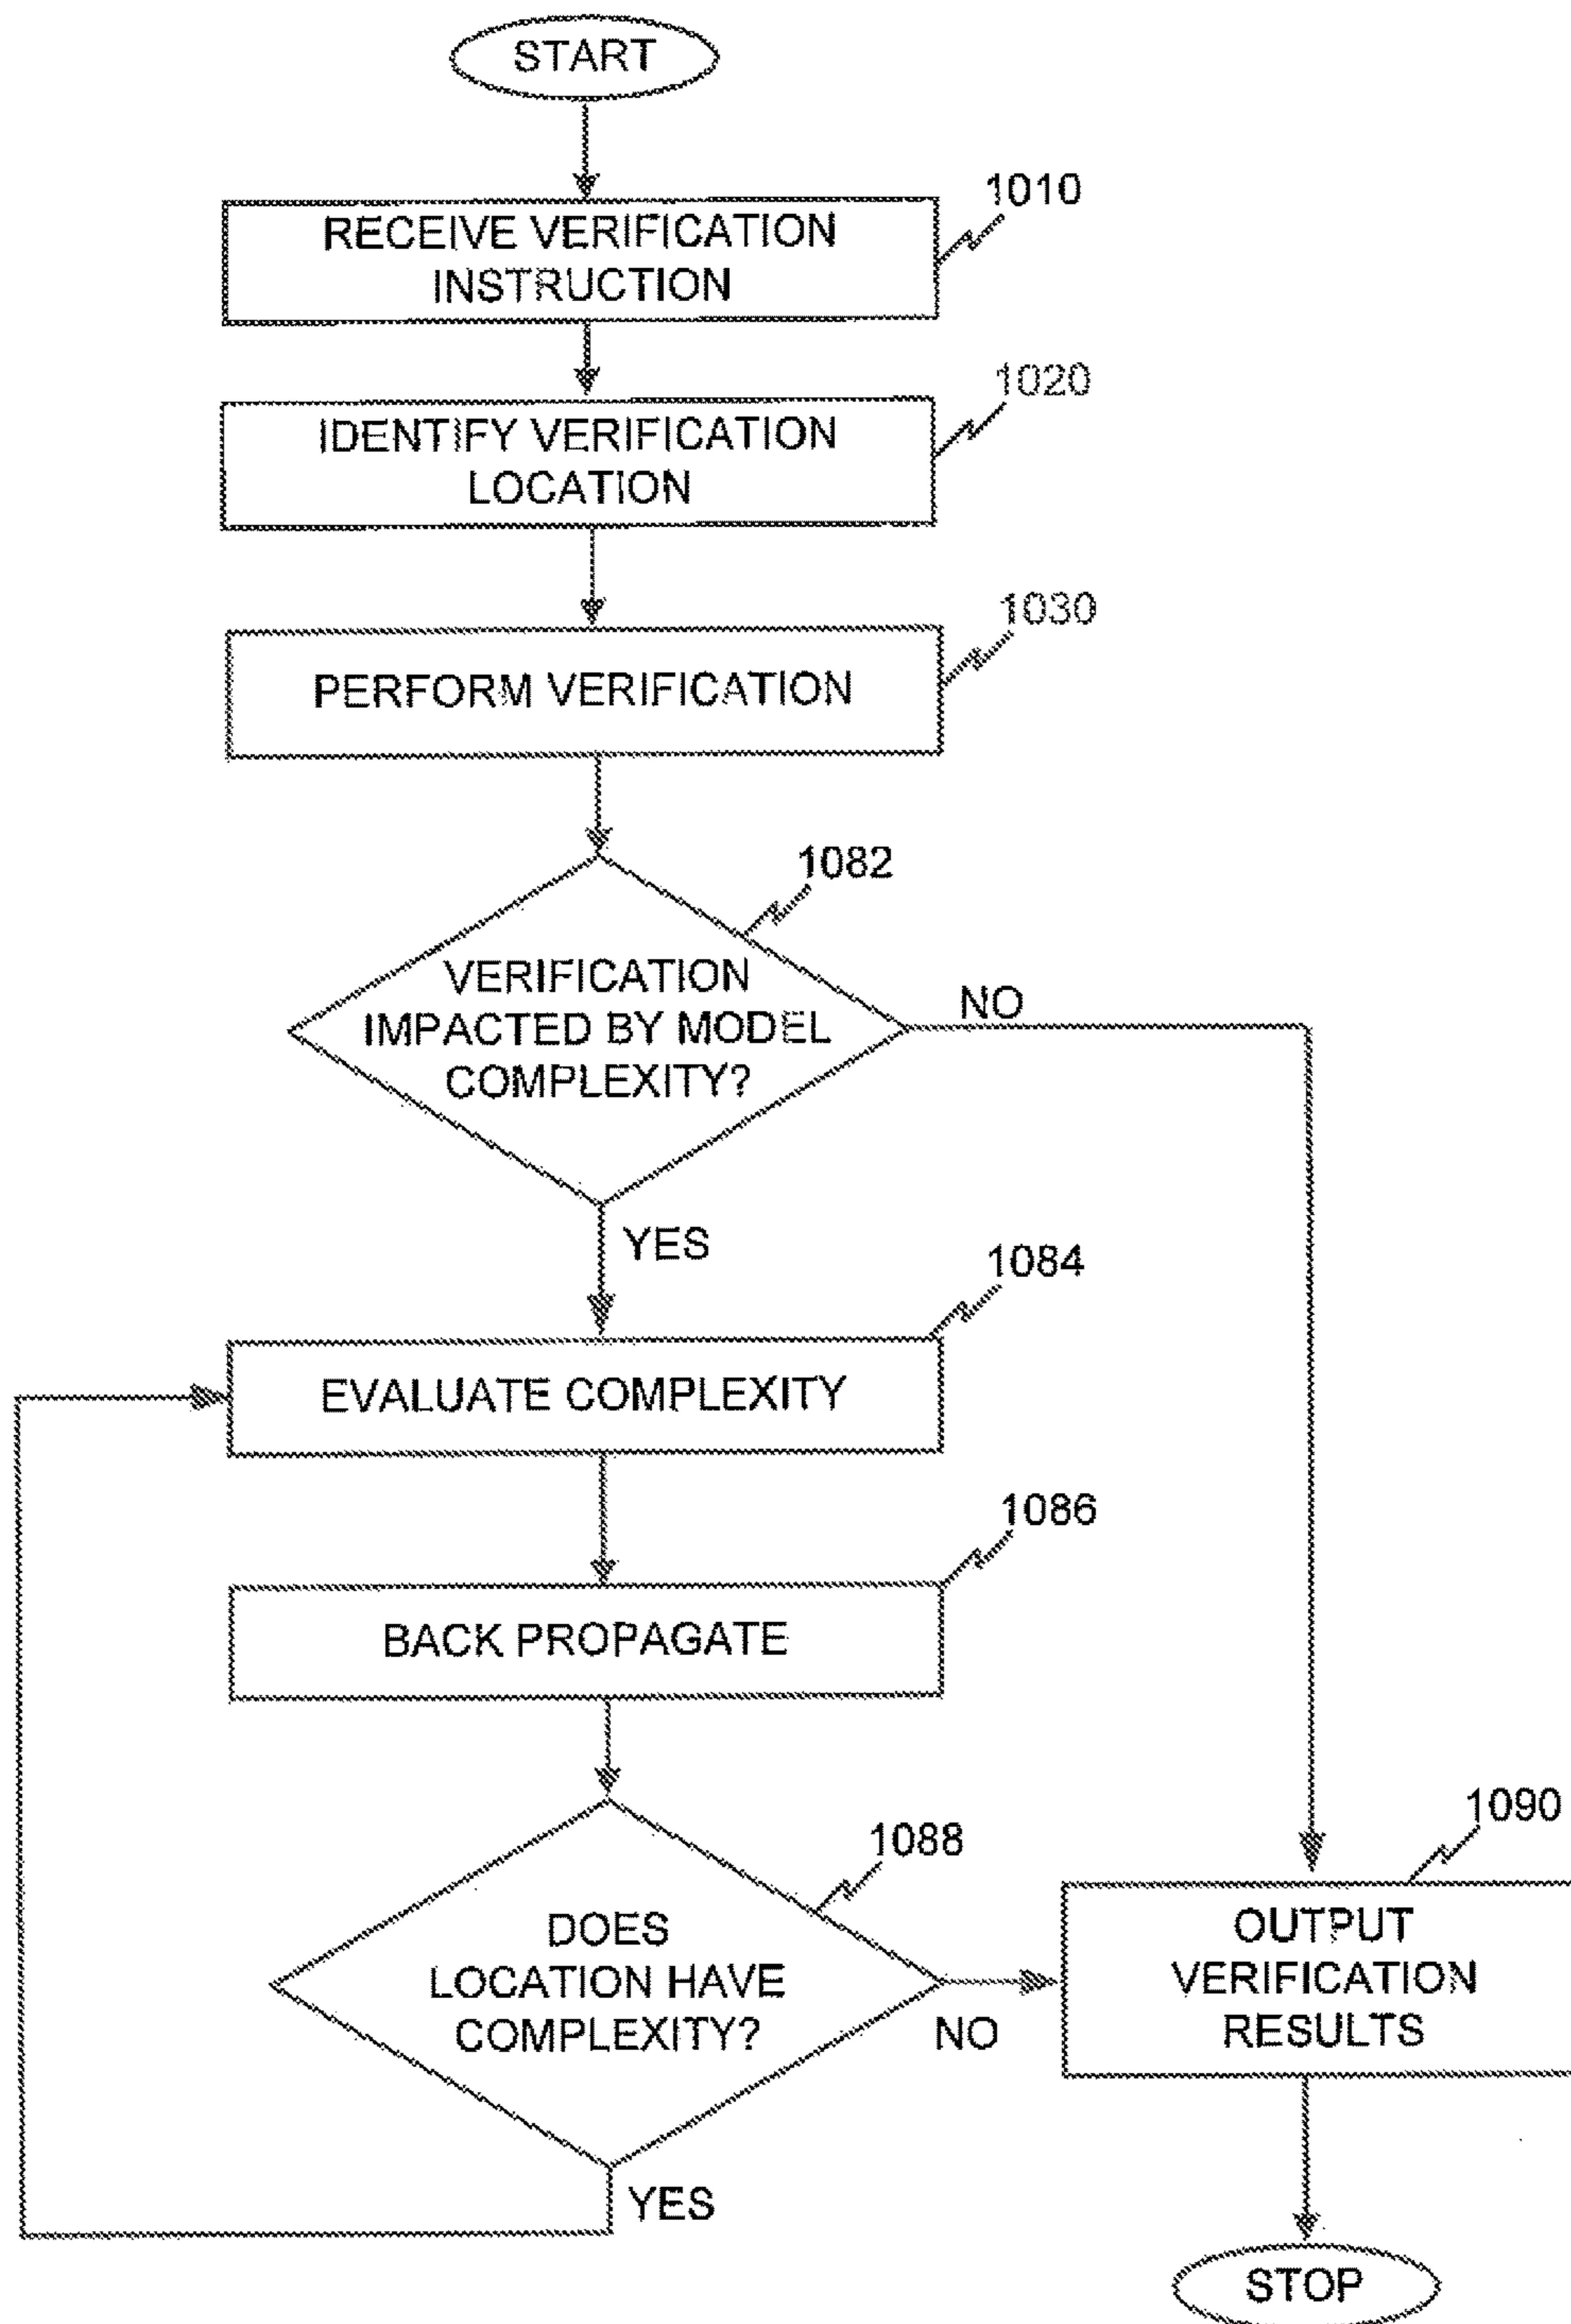 START
1010
RECEIVE VERIFICATION
INSTRUCTION
1020
IDENTIFY VERIFICATION
LOCATION
1030
PERFORM VERIFICATION
1082
VERIFICATION
IMPACTED BY MODEL
COMPLEXITY?
NO
YES
1084
EVALUATE COMPLEXITY
1086
BACK PROPAGATE
1088
DOES
LOCATION HAVE
COMPLEXITY?
NO
YES
1090
OUTPUT
VERIFICATION
RESULTS
STOP